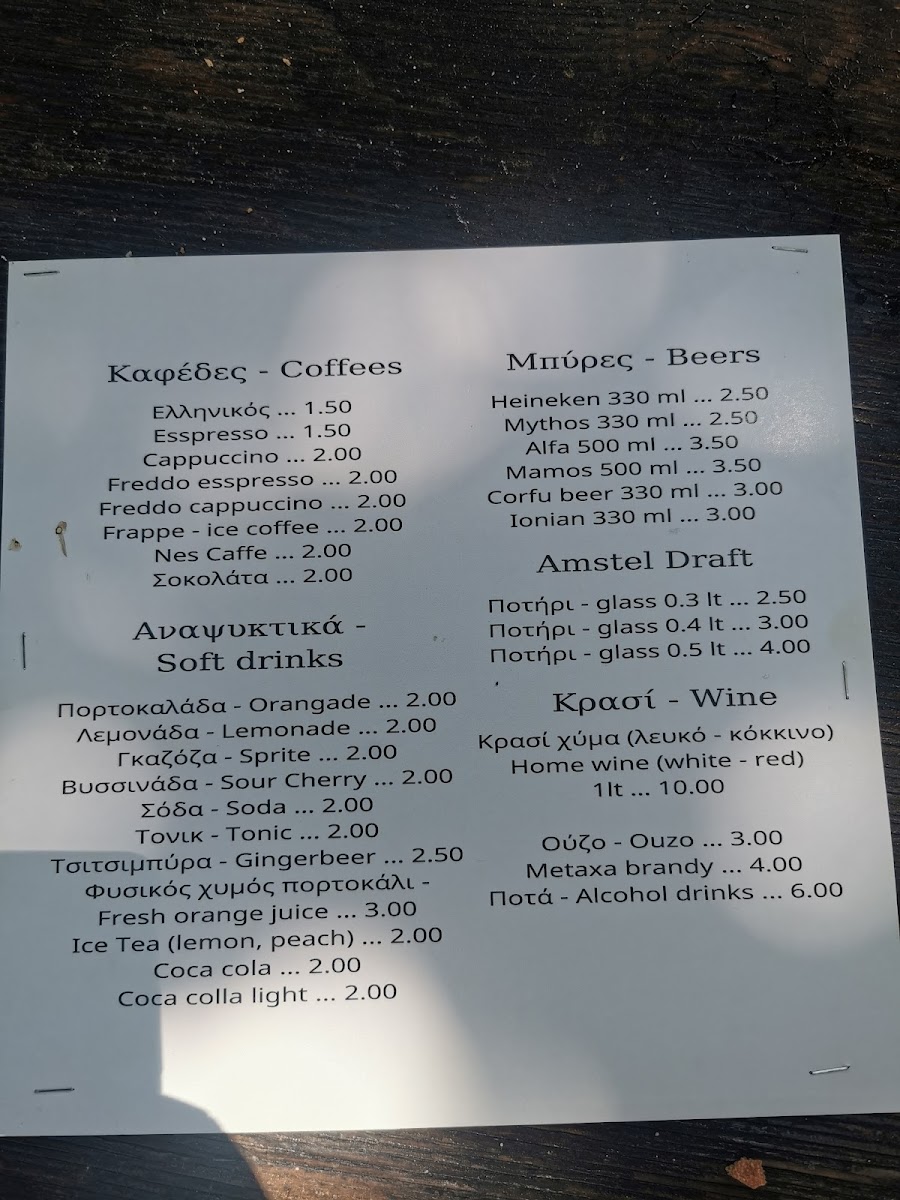 Καφέδες - Coffees
Ελληνικός ... 1.50
Esspresso ... 1.50
Cappuccino ... 2.00
Freddo esspresso ... 2.00
Freddo cappuccino ... 2.00
Frappe - ice coffee ... 2.00
Nes Caffe ... 2.00
Σοκολάτα ... 2.00
Αναψυκτικά -
Soft drinks
Πορτοκαλάδα - Orangade ... 2.00
Λεμονάδα - Lemonade ... 2.00
Γκαζόζα - Sprite ... 2.00
Βυσσινάδα - Sour Cherry ... 2.00
Σόδα - Soda ... 2.00
Τονικ - Tonic ... 2.00
Τσιτσιμπύρα - Gingerbeer ... 2.50
Φυσικός χυμός πορτοκάλι -
Fresh orange juice ... 3.00
Ice Tea (lemon, peach) ... 2.00
Coca cola ... 2.00
Coca colla light ... 2.00
Μπύρες - Beers
Heineken 330 ml ... 2.50
Mythos 330 ml ... 2.50
Alfa 500 ml ... 3.50
Mamos 500 ml ... 3.50
Corfu beer 330 ml ... 3.00
Ionian 330 ml ... 3.00
Amstel Draft
Ποτήρι - glass 0.3 lt ... 2.50
Ποτήρι - glass 0.4 lt ... 3.00
Ποτήρι - glass 0.5 lt ... 4.00
Κρασί - Wine
Κρασί χύμα (λευκό - κόκκινο)
Home wine (white - red)
1lt ... 10.00
Ούζο - Ouzo ... 3.00
Metaxa brandy ... 4.00
Ποτά - Alcohol drinks ... 6.00